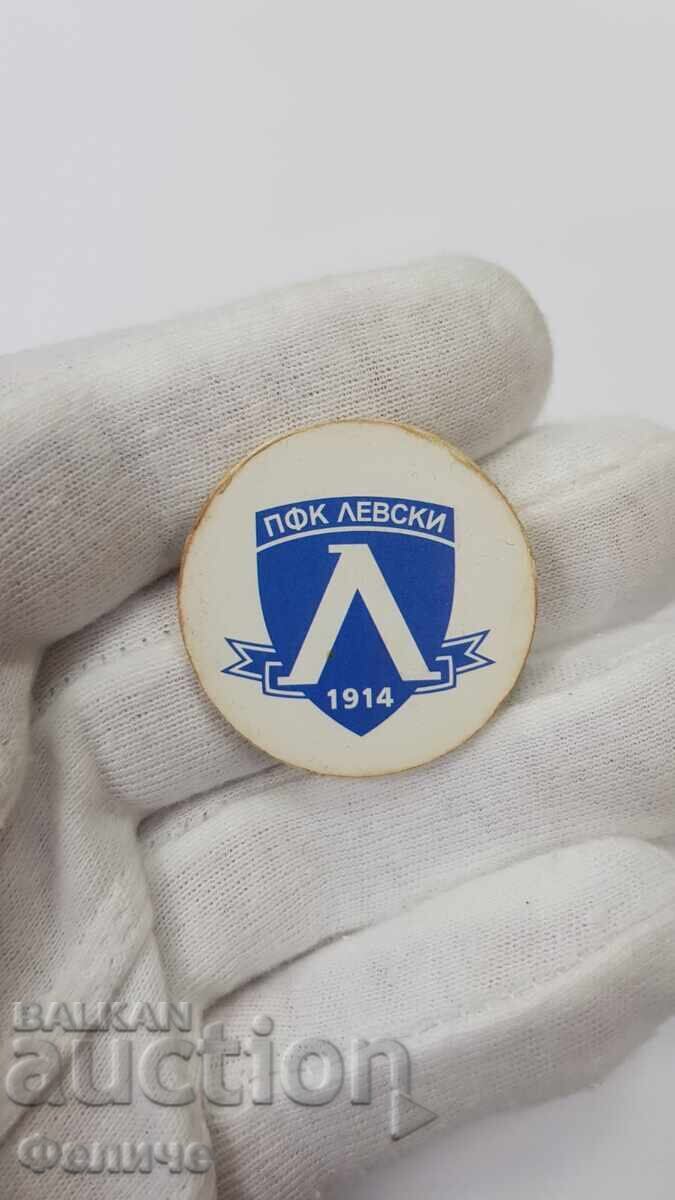 ПФК ЛЕВСКИ
Λ
1914
BALKAN
auction
Феличе